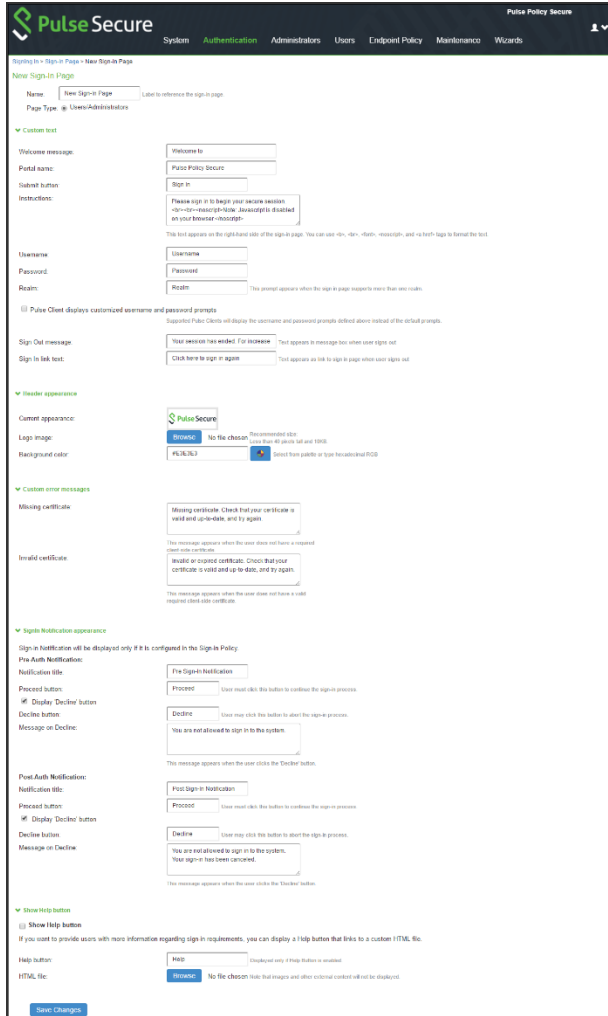 Pulse Secure
Pulse Policy Secure
System Authentication Administrators Users Endpoint Policy Maintenance Wizards
Signing In > Sign-in Page > New Sign-In Page
New Sign-In Page
Name: New Sign-in Page Label to reference the sign-in page.
Page Type: Users/Administrators
Custom text
Welcome message: Welcome to
Portal name: Pulse Policy Secure
Submit button: Sign In
Instructions: Please sign in to begin your secure session.
<br><br><noscript>Note: Javascript is disabled
on your browser.</noscript>
This text appears on the right-hand side of the sign-in page. You can use <b>, <br>, <font>, <noscript>, and <a href> tags to format the text
Username: Username
Password: Password
Realm: Realm This prompt appears when the sign in page supports more than one realm
Pulse Client displays customized username and password prompts
Supported Pulse Clients will display the username and password prompts defined above instead of the default prompts.
Sign Out message Your session has ended. For increase Text appears in message box when user signs out
Sign In link text: Click here to sign in again Text appears as link to sign in page when user signs out
Header appearance
Current appearance: Pulse Secure
Logo image: Browse No file chosen Recommended size:
Less than 40 pixels tall and 10KB
Background color: #E3E3E3 Select from palette or type hexadecimal RGB
Custom error messages
Missing certificate: Missing certificate. Check that your certificate is
valid and up-to-date, and try again.
This message appears when the user does not have a required
client-side certificate
Invalid certificate: Invalid or expired certificate. Check that your
certificate is valid and up-to-date, and try again.
This message appears when the user does not have a valid
required client-side certificate
SignIn Notification appearance
Sign-in Notification will be displayed only if it is configured in the Sign-in Policy.
Pre-Auth Notification:
Notification title: Pre Sign-In Notification
Proceed button: Proceed User must click this button to continue the sign-in process.
Display 'Decline' button
Decline button: Decline User may click this button to abort the sign-in process.
Message on Decline: You are not allowed to sign in to the system.
This message appears when the user clicks the 'Decline' button.
Post-Auth Notification:
Notification title: Post Sign-In Notification
Proceed button: Proceed User must click this button to continue the sign-in process.
Display 'Decline' button
Decline button Decline User may click this button to abort the sign-in process.
Message on Decline You are not allowed to sign in to the system.
Your sign-in has been canceled.
This message appears when the user clicks the 'Decline' button.
Show Help button
Show Help button
If you want to provide users with more information regarding sign in requirements, you can display a Help button that links to a custom HTML file.
Help button: Help Displayed only if Help Button is enabled
HTML file: Browse No file chosen Note that images and other external content will not be displayed.
Save Changes